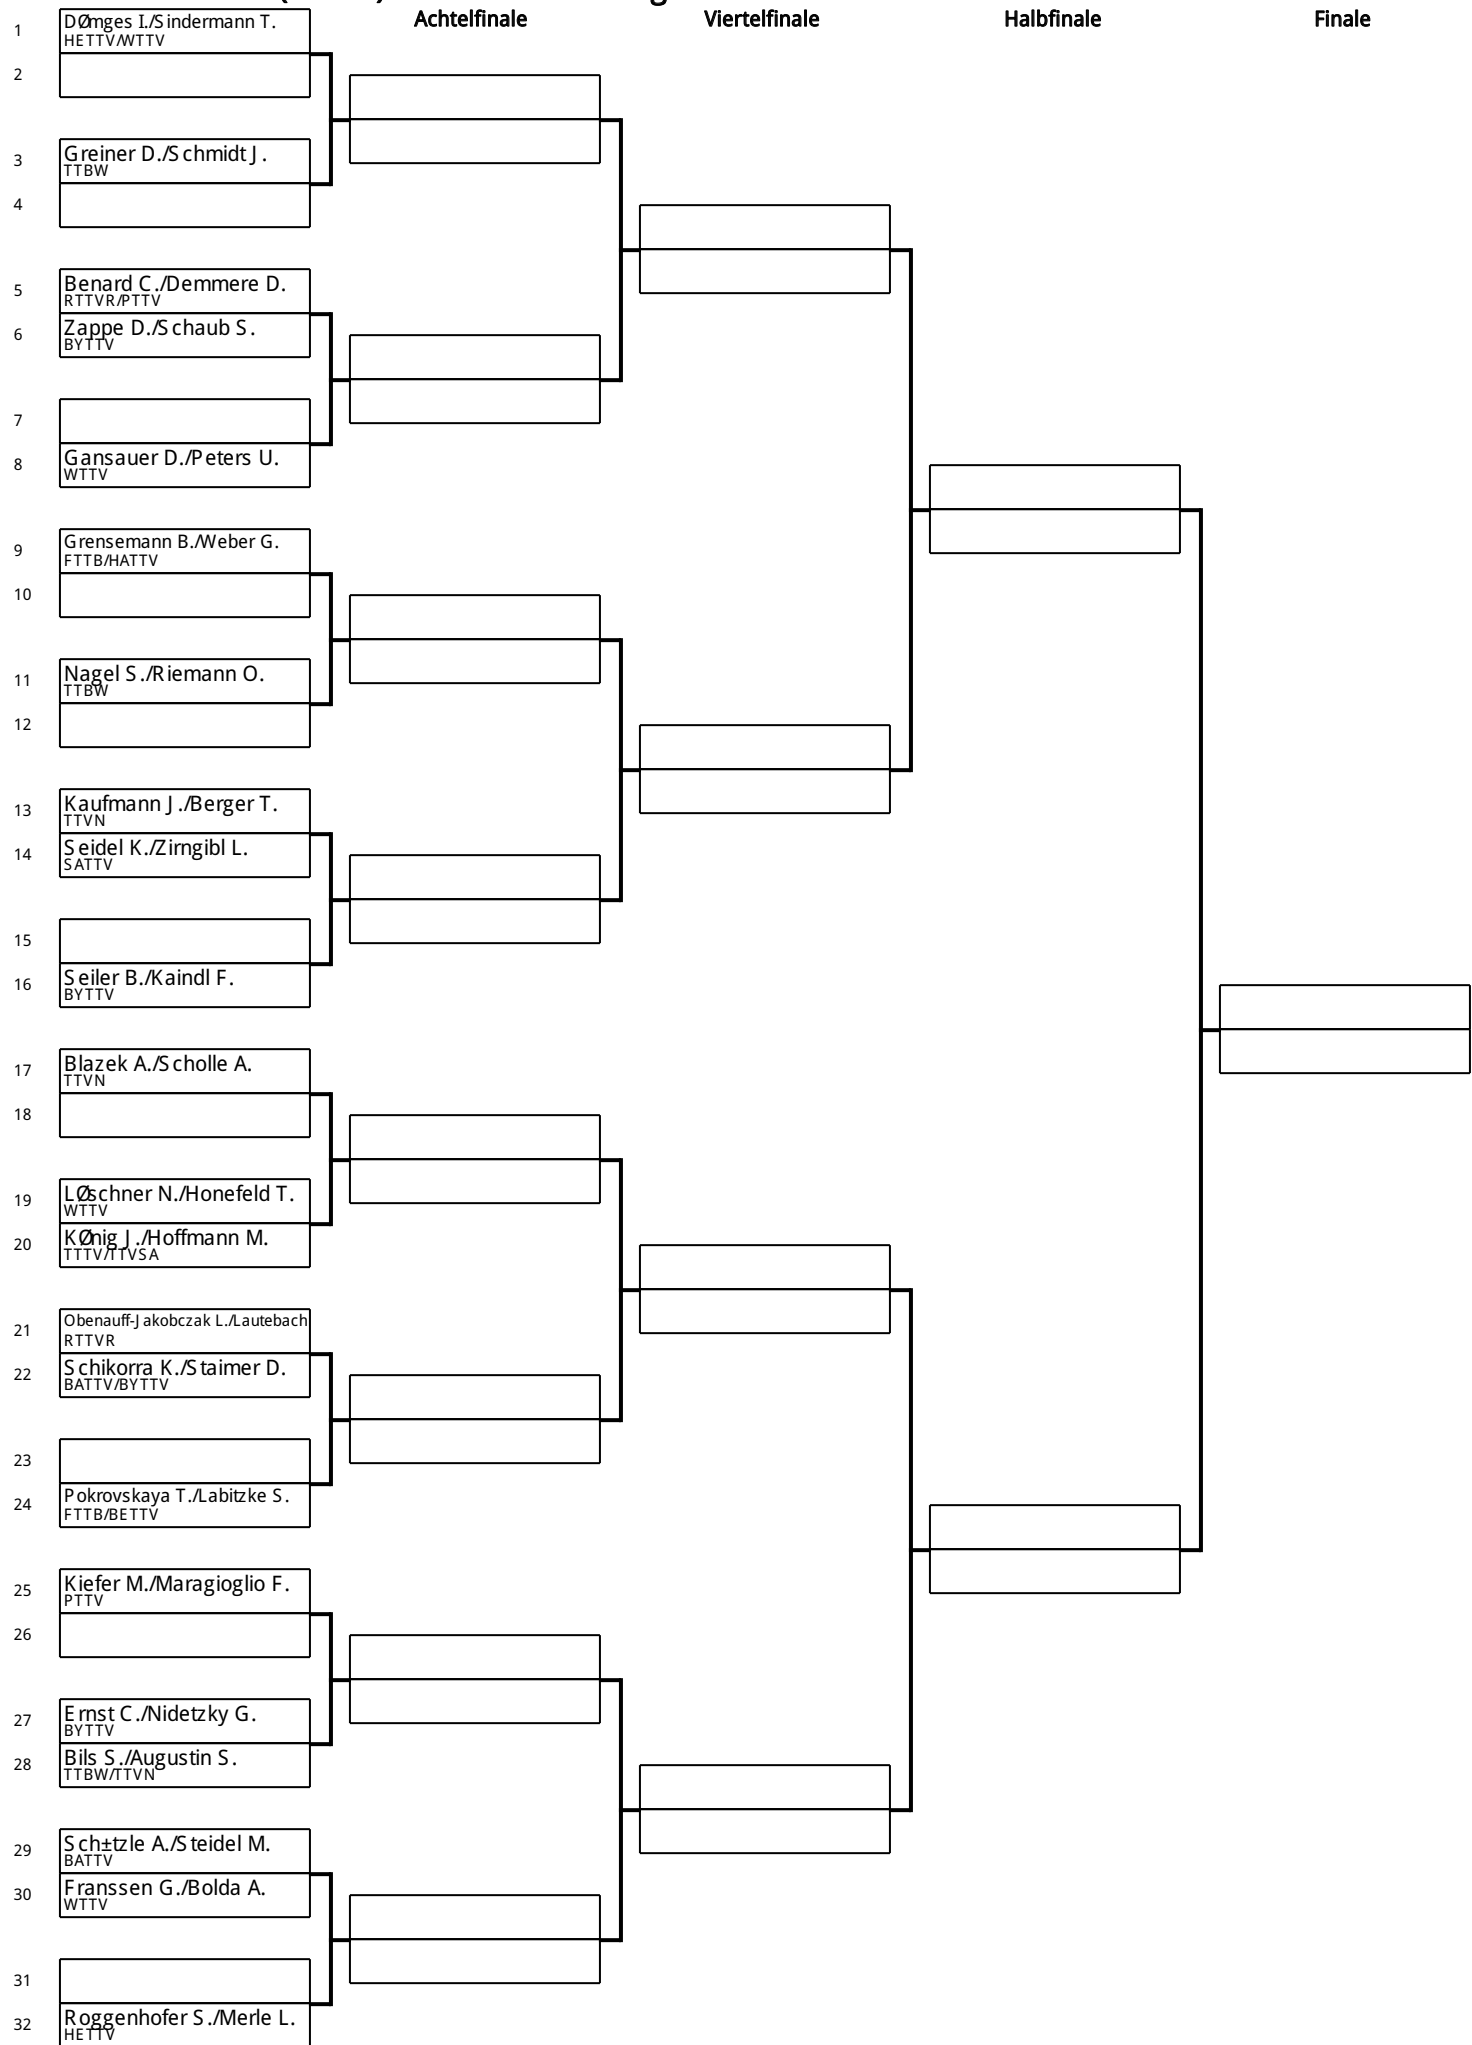 Achtelfinale Viertelfinale Halbfinale Finale
1 DØmges I./Sindermann T.
HETTV/WTTV
2
3 Greiner D./Schmidt J.
TTBW
4
5 Benard C./Demmere D.
RTTVR/PTTV
6 Zappe D./Schaub S.
BYTTV
7
8 Gansauer D./Peters U.
WTTV
9 Grensemann B./Weber G.
FTTB/HATTV
10
11 Nagel S./Riemann O.
TTBW
12
13 Kaufmann J./Berger T.
TTVN
14 Seidel K./Zirngibl L.
SATTV
15
16 Seiler B./Kaindl F.
BYTTV
17 Blazek A./Scholle A.
TTVN
18
19 LØschner N./Honefeld T.
WTTV
20 KØnig J./Hoffmann M.
TTTV/TTVSA
21 Obenauff-Jakobczak L./Lautebach
RTTVR
22 Schikorra K./Staimer D.
BATTV/BYTTV
23
24 Pokrovskaya T./Labitzke S.
FTTB/BETTV
25 Kiefer M./Maragioglio F.
PTTV
26
27 Ernst C./Nidetzky G.
BYTTV
28 Bils S./Augustin S.
TTBW/TTVN
29 Sch±tzle A./Steidel M.
BATTV
30 Franssen G./Bolda A.
WTTV
31
32 Roggenhofer S./Merle L.
HETTV